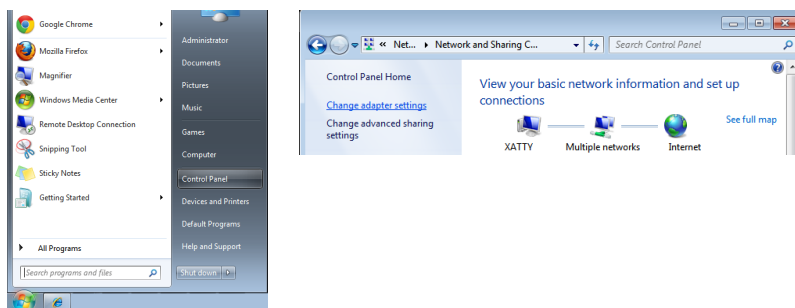 Google Chrome
Mozilla Firefox
Magnifier
Windows Media Center
Remote Desktop Connection
Snipping Tool
Sticky Notes
Getting Started
All Programs
Search programs and files
Administrator
Documents
Pictures
Music
Games
Computer
Control Panel
Devices and Printers
Default Programs
Help and Support
Shut down
« Net... Network and Sharing C...
Search Control Panel
Control Panel Home
Change adapter settings
Change advanced sharing
settings
View your basic network information and set up
connections
See full map
XATTY Multiple networks Internet